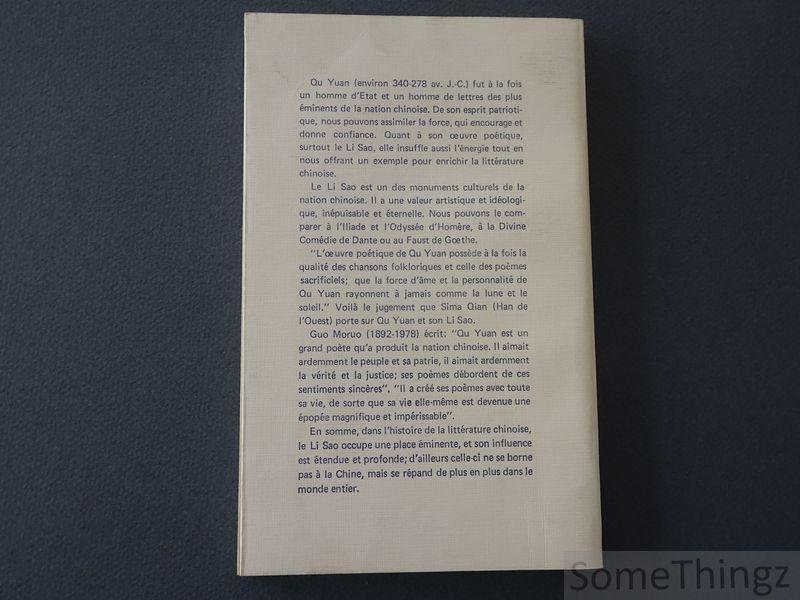 Qu Yuan (environ 340-278 av. J.-C.) fut à la fois
un homme d'Etat et un homme de lettres des plus
éminents de la nation chinoise. De son esprit patrioti-
que, nous pouvons assimiler la force, qui encourage et
donne confiance. Quant à son œuvre poêtique,
surtout le Li Sao, elle insuffle aussi l'énergie tout en
nous offrant un exemple pour enrichir la littérature
chinoise.
Le Li Sao est un des monuments culturels de la
nation chinoise. Il a une valeur artistique et idéologi-
que, inépuisable et éternelle. Nous pouvons le com-
parer à l'Iliade et l'Odyssée d'Homère, à la Divine
Comédie de Dante ou au Faust de Gœthe.
"L'œuvre poétique de Qu Yuan possède à la fois la
qualité des chansons folkloriques et celle des poèmes
sacrificiels; que la force d'âme et la personnalité de
Qu Yuan rayonnent à jamais comme la lune et le
soleil." Voilà le jugement que Sima Qian (Han de
l'Ouest) porte sur Qu Yuan et son Li Sao.
Guo Moruo (1892-1978) écrit: "Qu Yuan est un
grand poète qu'a produit la nation chinoise. Il aimait
ardemment le peuple et sa patrie, il aimait ardemment
la vérité et la justice; ses poèmes débordent de ces
sentiments sincères". "Il a créé ses poèmes avec toute
sa vie, de sorte que sa vie elle-même est devenue une
épopée magnifique et impérissable".
En somme, dans l'histoire de la littérature chinoise,
le Li Sao occupe une place éminente, et son influence
est étendue et profonde; d'ailleurs celle-ci ne se borne
pas à la Chine, mais se répand de plus en plus dans le
monde entier.
SomeThingz